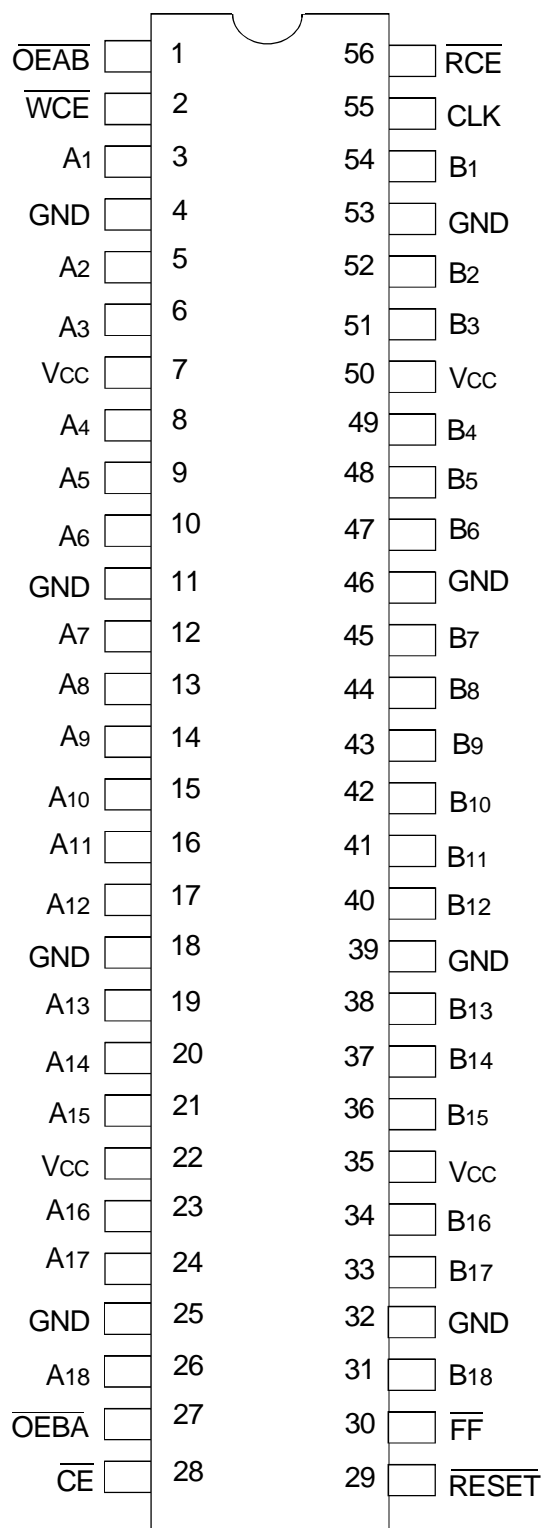 OEAB 1 56 RCE
WCE 2 55 CLK
A1 3 54 B1
GND 4 53 GND
A2 5 52 B2
A3 6 51 B3
VCC 7 50 VCC
A4 8 49 B4
A5 9 48 B5
A6 10 47 B6
GND 11 46 GND
A7 12 45 B7
A8 13 44 B8
A9 14 43 B9
A10 15 42 B10
A11 16 41 B11
A12 17 40 B12
GND 18 39 GND
A13 19 38 B13
A14 20 37 B14
A15 21 36 B15
VCC 22 35 VCC
A16 23 34 B16
A17 24 33 B17
GND 25 32 GND
A18 26 31 B18
OEBA 27 30 FF
CE 28 29 RESET